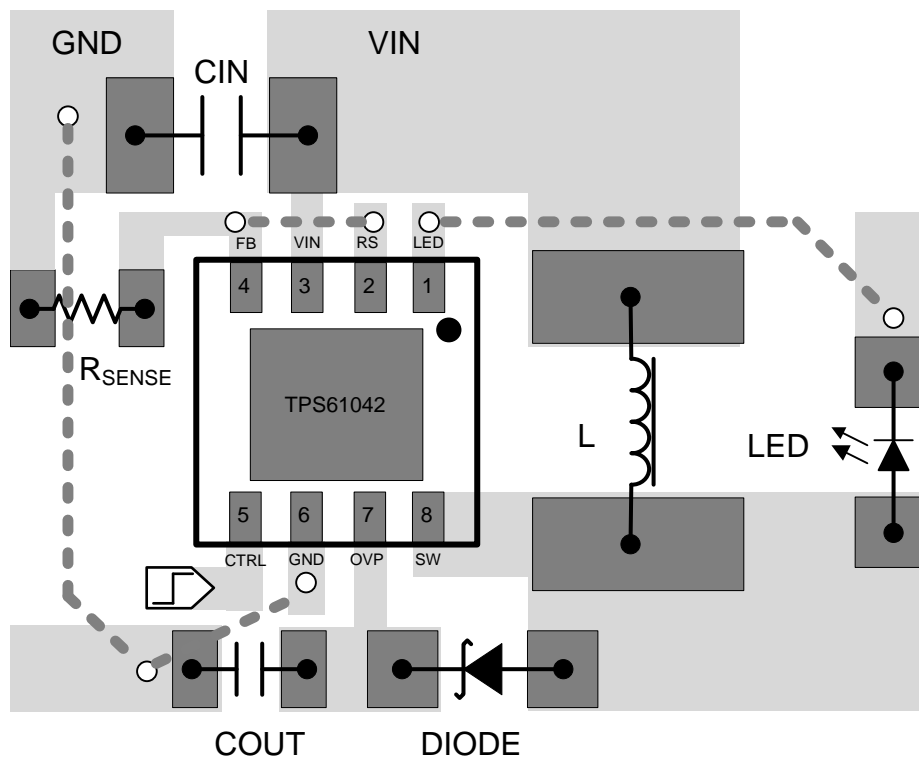 GND
VIN
CIN
FB
VIN
RS
LED
4
3
2
1
RSENSE
TPS61042
L
LED
5
6
7
8
CTRL
GND
OVP
SW
COUT
DIODE